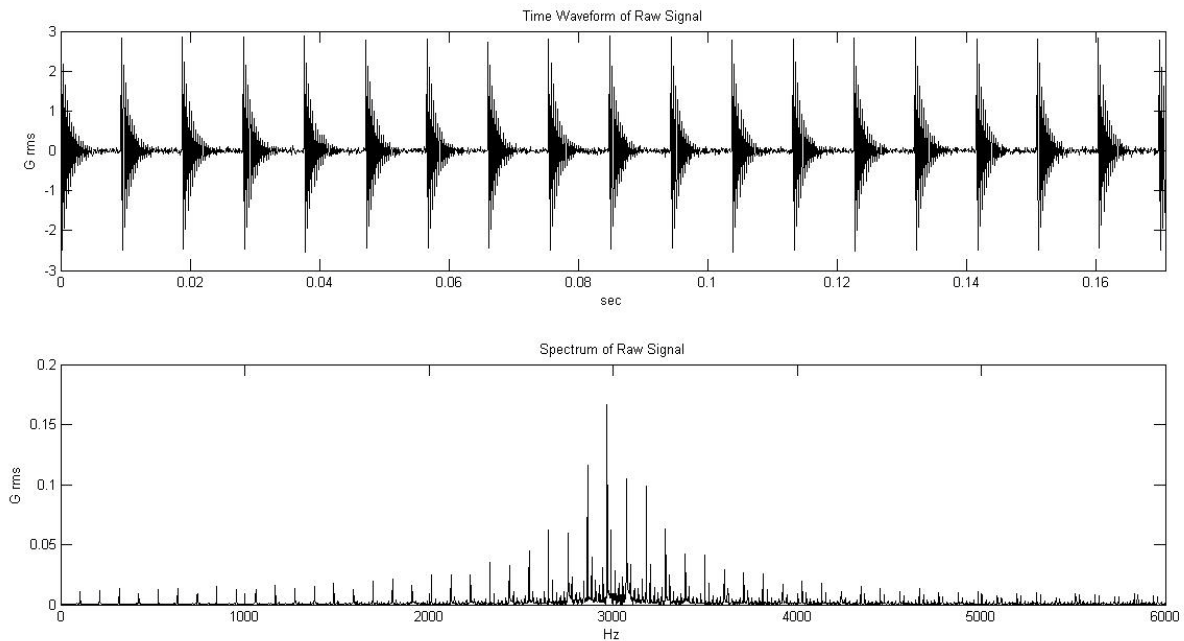 Time Waveform of Raw Signal
3
2
1
0
-1
-2
-3
G rms
0 0.02 0.04 0.06 0.08 0.1 0.12 0.14 0.16
sec
Spectrum of Raw Signal
0.2
0.15
0.1
0.05
0
G rms
0 1000 2000 3000 4000 5000 6000
Hz